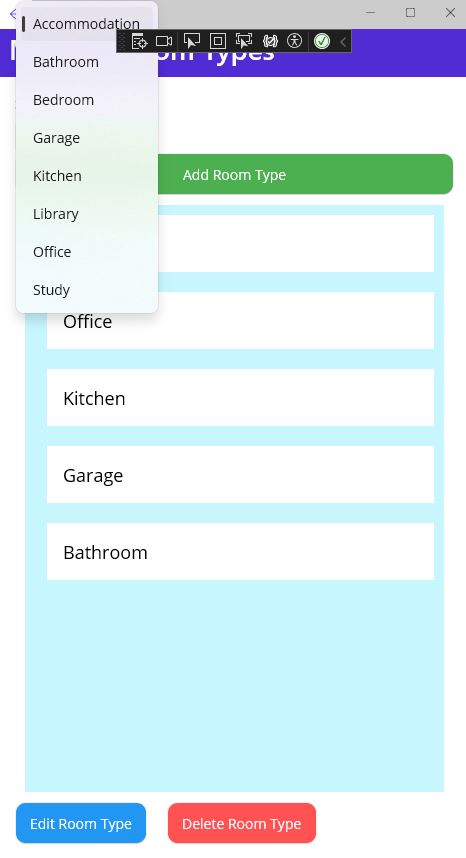 Accommodation
om Types
Bathroom
Bedroom
Garage
Kitchen
Add Room Type
Library
Office
Study
Office
Kitchen
Garage
Bathroom
Edit Room Type
Delete Room Type